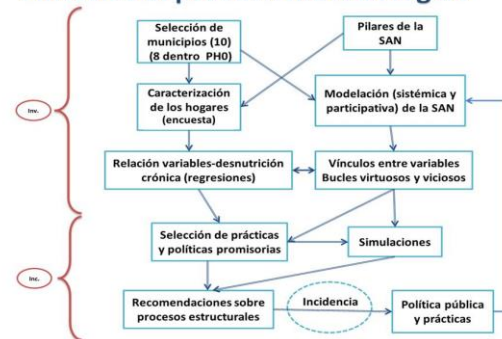 Selección de
municipios (10)
(8 dentro PH0)
Pilares de la
SAN
Caracterización
de los hogares
(encuesta)
Modelación (sistémica y
participativa) de la SAN
Inv.
Relación variables-desnutrición
crónica (regresiones)
Vínculos entre variables
Bucles virtuosos y viciosos
Selección de prácticas
y políticas promisorias
Simulaciones
Inc.
Recomendaciones sobre
procesos estructurales
Incidencia
Política pública
y prácticas